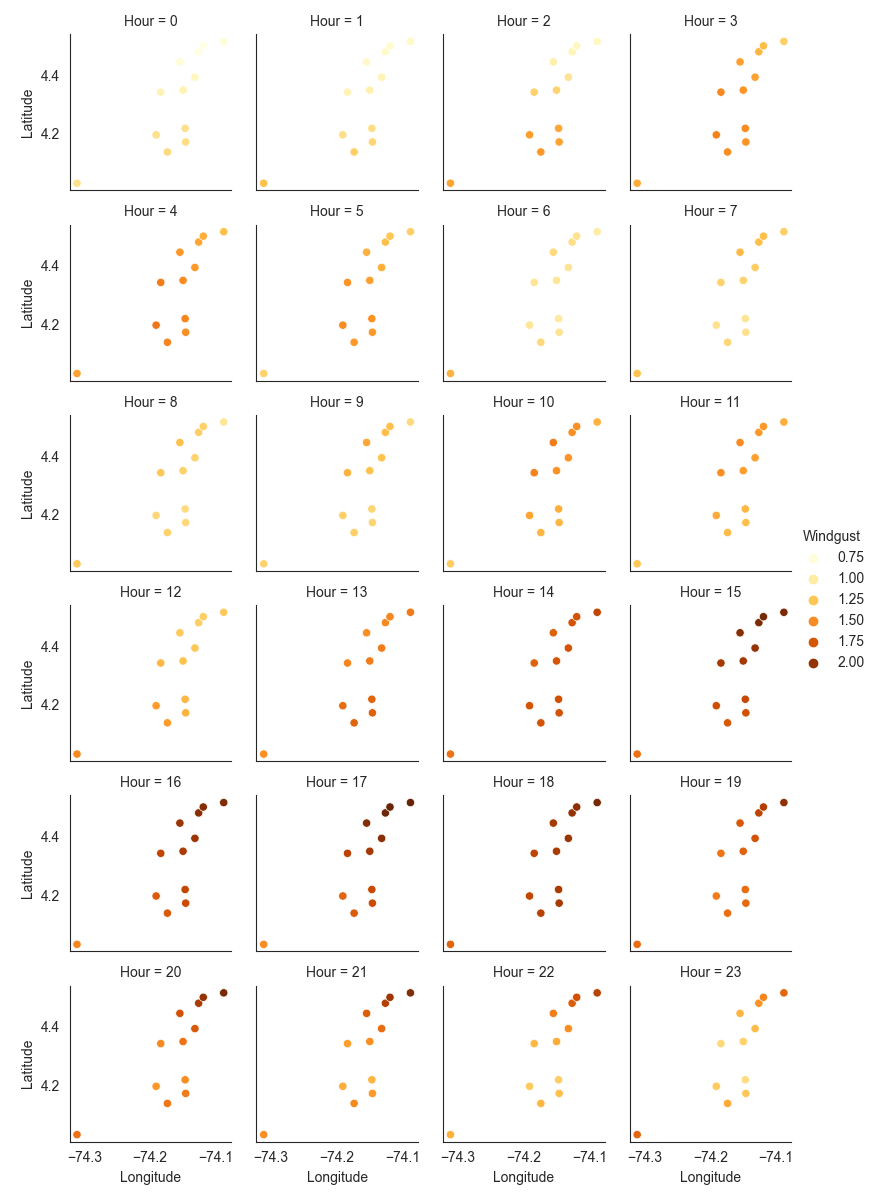 Hour = 0 Hour = 1 Hour = 2 Hour = 3
4.4
Latitude
4.2
Hour = 4 Hour = 5 Hour = 6 Hour = 7
4.4
Latitude
4.2
Hour = 8 Hour = 9 Hour = 10 Hour = 11
4.4
Latitude
4.2
Windgust
0.75
1.00
1.25
1.50
1.75
2.00
Hour = 12 Hour = 13 Hour = 14 Hour = 15
4.4
Latitude
4.2
Hour = 16 Hour = 17 Hour = 18 Hour = 19
4.4
Latitude
4.2
Hour = 20 Hour = 21 Hour = 22 Hour = 23
4.4
Latitude
4.2
−74.3 −74.2 −74.1 −74.3 −74.2 −74.1 −74.3 −74.2 −74.1 −74.3 −74.2 −74.1
Longitude Longitude Longitude Longitude